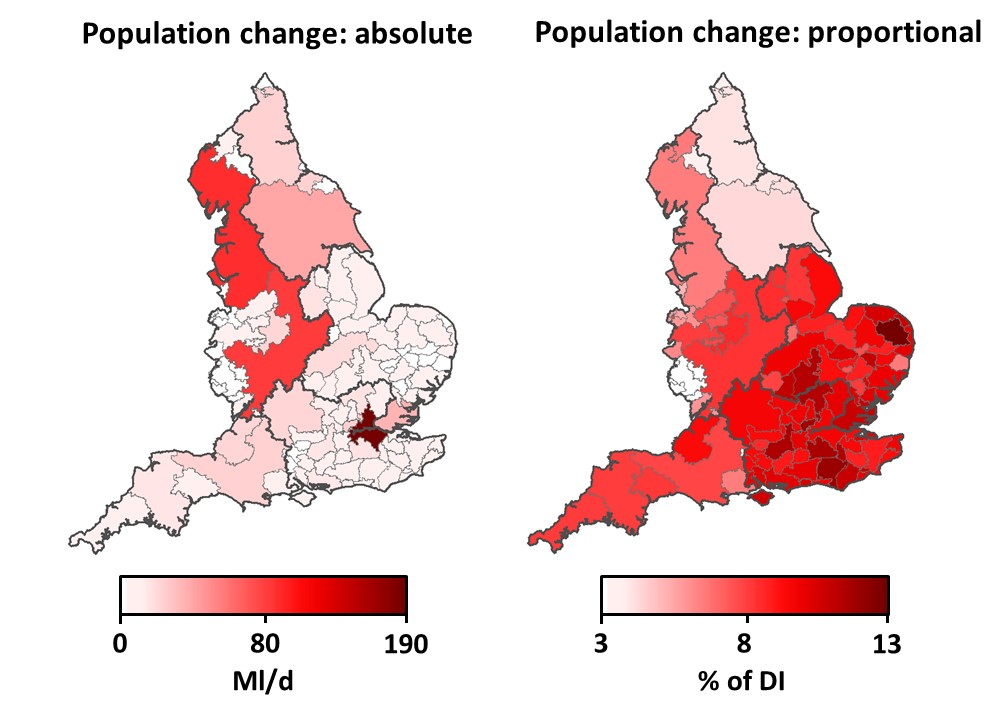 Population change: absolute
Population change: proportional
0 80 190
Ml/d
3 8 13
% of DI